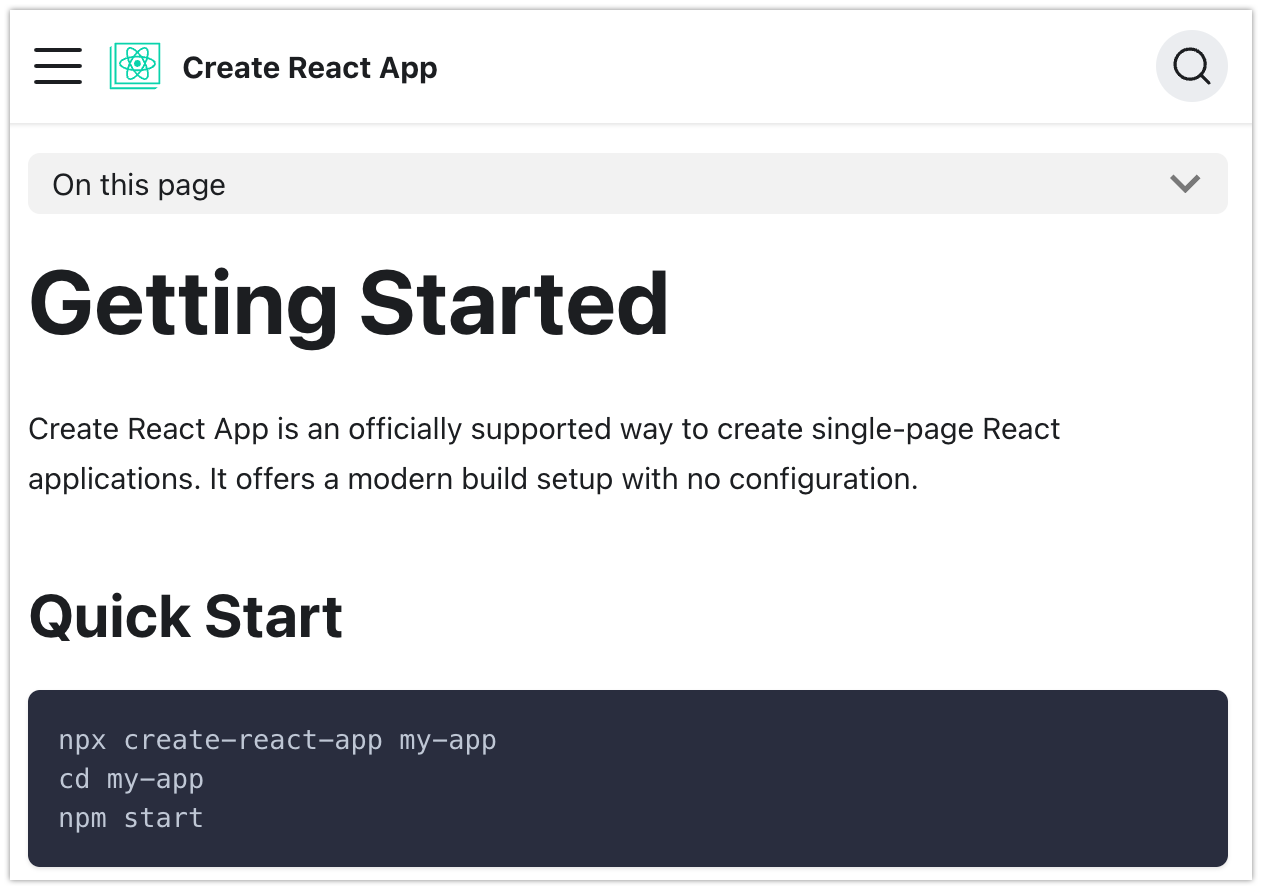 Create React App
On this page
Getting Started
Create React App is an officially supported way to create single-page React
applications. It offers a modern build setup with no configuration.
Quick Start
npx create-react-app my-app
cd my-app
npm start